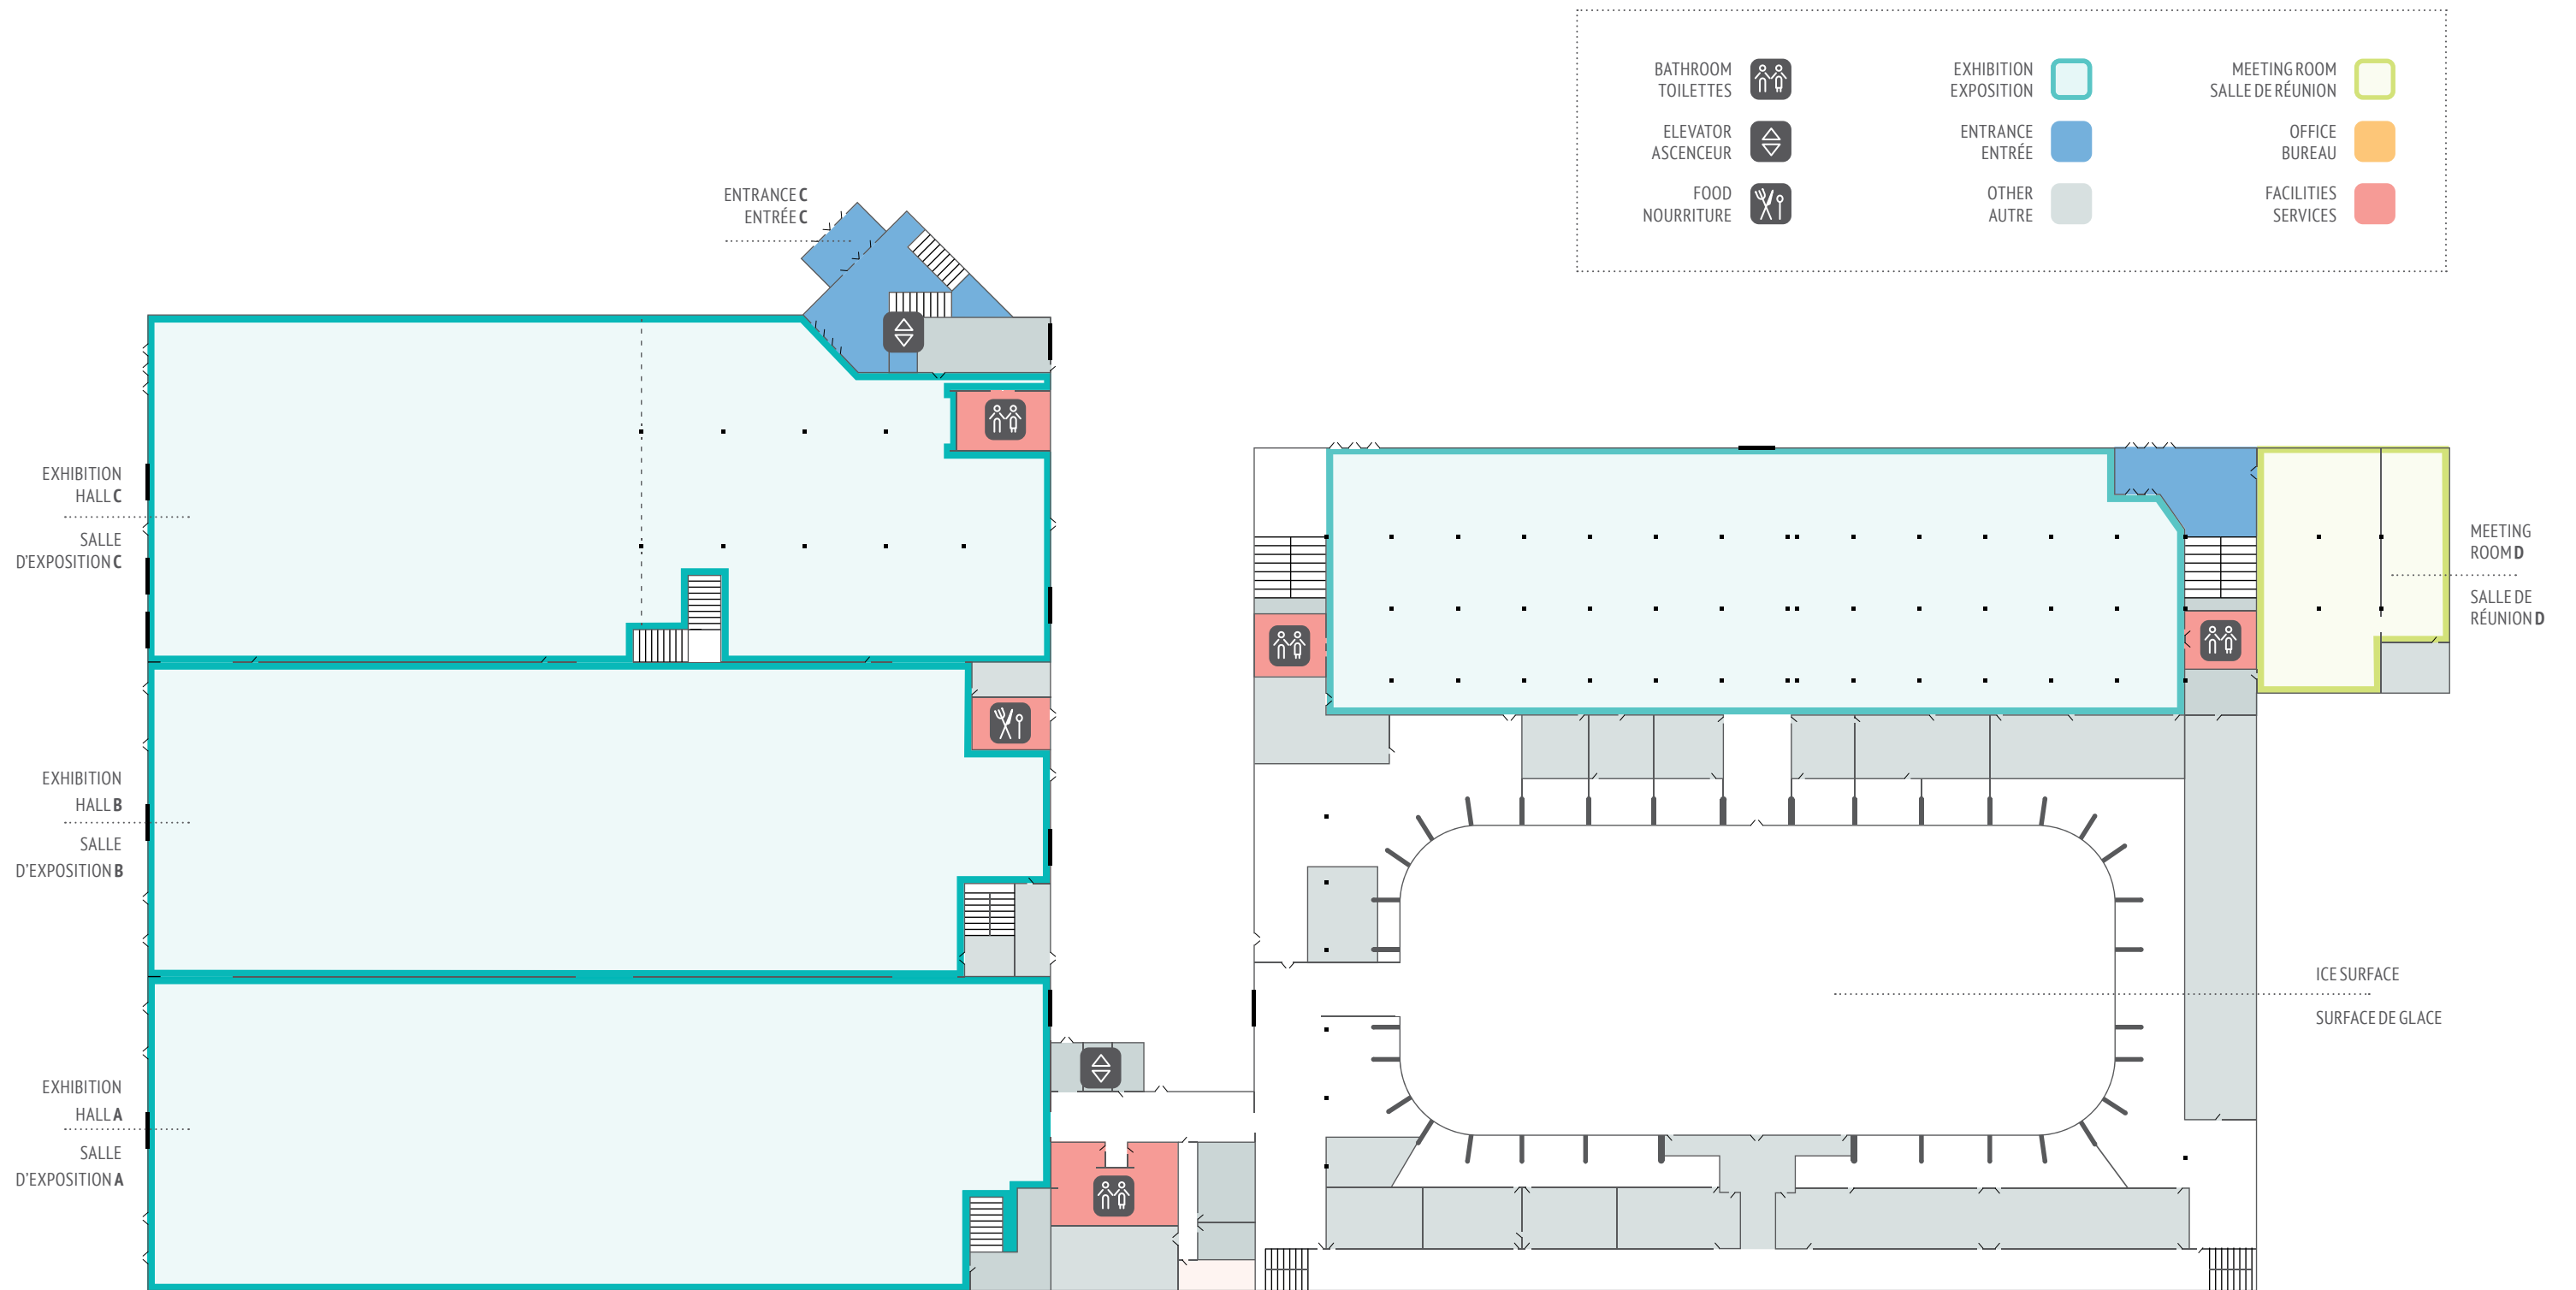 BATHROOM
TOILETTES
EXHIBITION
EXPOSITION
MEETING ROOM
SALLE DE RÉUNION
ELEVATOR
ASCENCEUR
ENTRANCE
ENTRÉE
OFFICE
BUREAU
FOOD
NOURRITURE
OTHER
AUTRE
FACILITIES
SERVICES
ENTRANCE C
ENTRÉE C
EXHIBITION
HALL C
SALLE
D'EXPOSITION C
MEETING
ROOM D
SALLE DE
RÉUNION D
EXHIBITION
HALL B
SALLE
D'EXPOSITION B
ICE SURFACE
SURFACE DE GLACE
EXHIBITION
HALL A
SALLE
D'EXPOSITION A